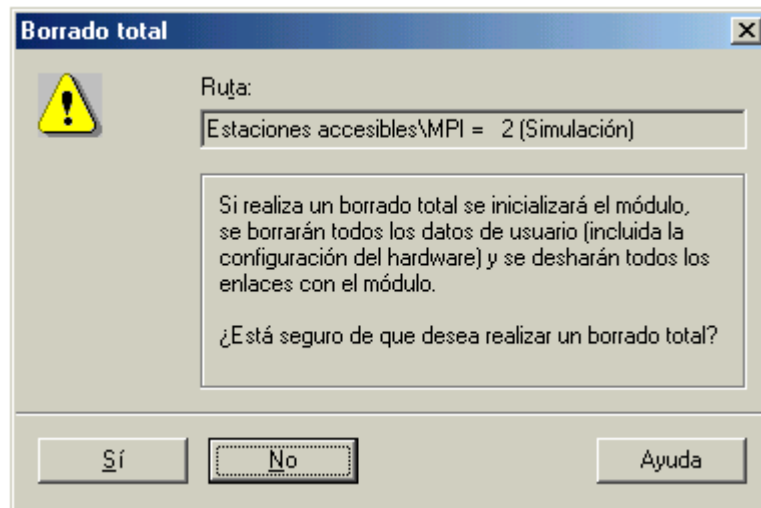 Borrado total
Ruta:
Estaciones accesibles\MPI =   2 (Simulación)
Si realiza un borrado total se inicializará el módulo,
se borrarán todos los datos de usuario (incluida la
configuración del hardware) y se desharán todos los
enlaces con el módulo.
¿Está seguro de que desea realizar un borrado total?
Sí
No
Ayuda